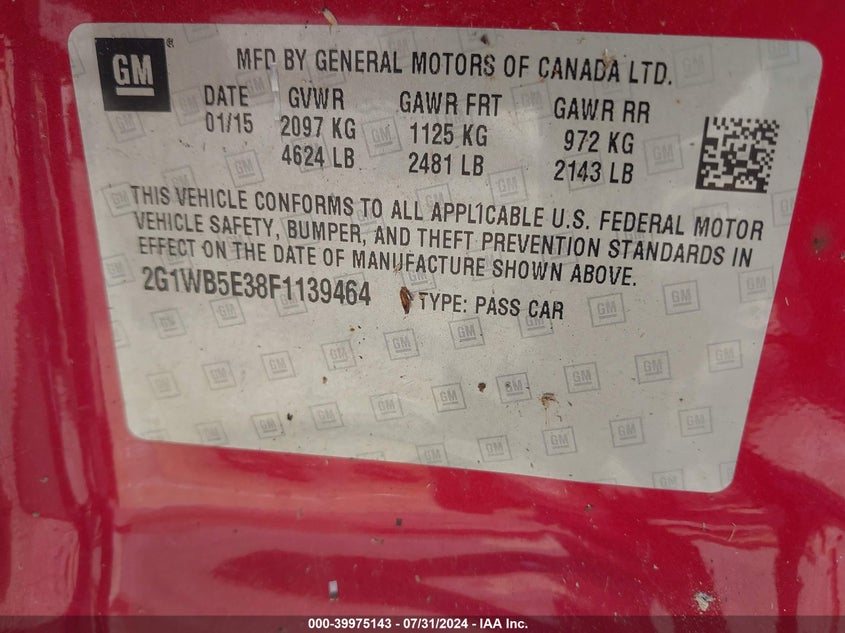 GM
MFD BY GENERAL MOTORS OF CANADA LTD.
DATE GVWR GAWR FRT GAWR RR
01/15 2097 KG 1125 KG 972 KG
4624 LB 2481 LB 2143 LB
THIS VEHICLE CONFORMS TO ALL APPLICABLE U.S. FEDERAL MOTOR
VEHICLE SAFETY, BUMPER, AND THEFT PREVENTION STANDARDS IN
EFFECT ON THE DATE OF MANUFACTURE SHOWN ABOVE.
2G1WB5E38F1139464 TYPE: PASS CAR
000-39975143 - 07/31/2024 - IAA Inc.